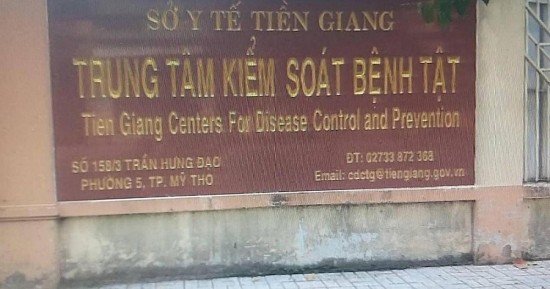 SỞ Y TẾ TIỀN GIANG
TRUNG TÂM KIỂM SOÁT BỆNH TẬT
Tien Giang Centers For Disease Control and Prevention
SỐ 158/3 TRẦN HƯNG ĐẠO
PHƯỜNG 5, TP. MỸ THO
ĐT: 02733 872 368
Email: cdctg@tiengiang.gov.vn